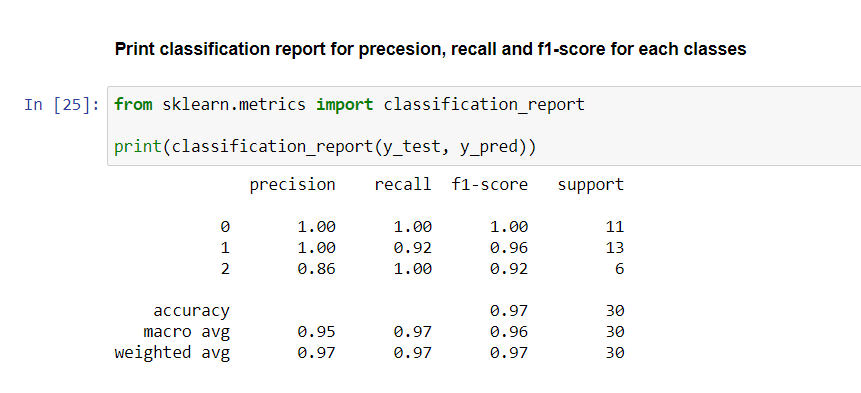 Print classification report for precesion, recall and f1-score for each classes
In [25]: from sklearn.metrics import classification_report
print(classification_report(y_test, y_pred))
precision recall f1-score support
0 1.00 1.00 1.00 11
1 1.00 0.92 0.96 13
2 0.86 1.00 0.92 6
accuracy 0.97 30
macro avg 0.95 0.97 0.96 30
weighted avg 0.97 0.97 0.97 30